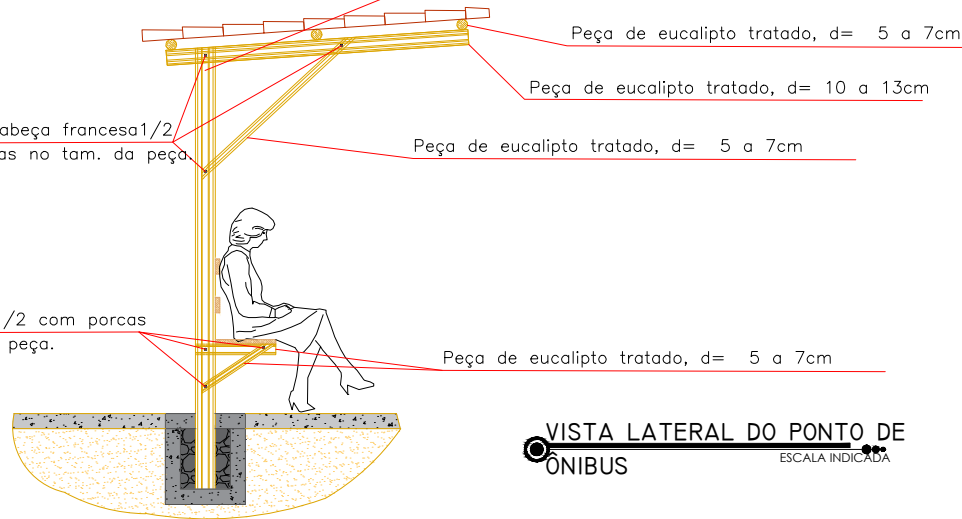 Peça de eucalipto tratado, d= 5 a 7cm
Peça de eucalipto tratado, d= 10 a 13cm
abeça francesa1/2
as no tam. da peça.
Peça de eucalipto tratado, d= 5 a 7cm
/2 com porcas
peça.
Peça de eucalipto tratado, d= 5 a 7cm
VISTA LATERAL DO PONTO DE
ÔNIBUS
ESCALA INDICADA